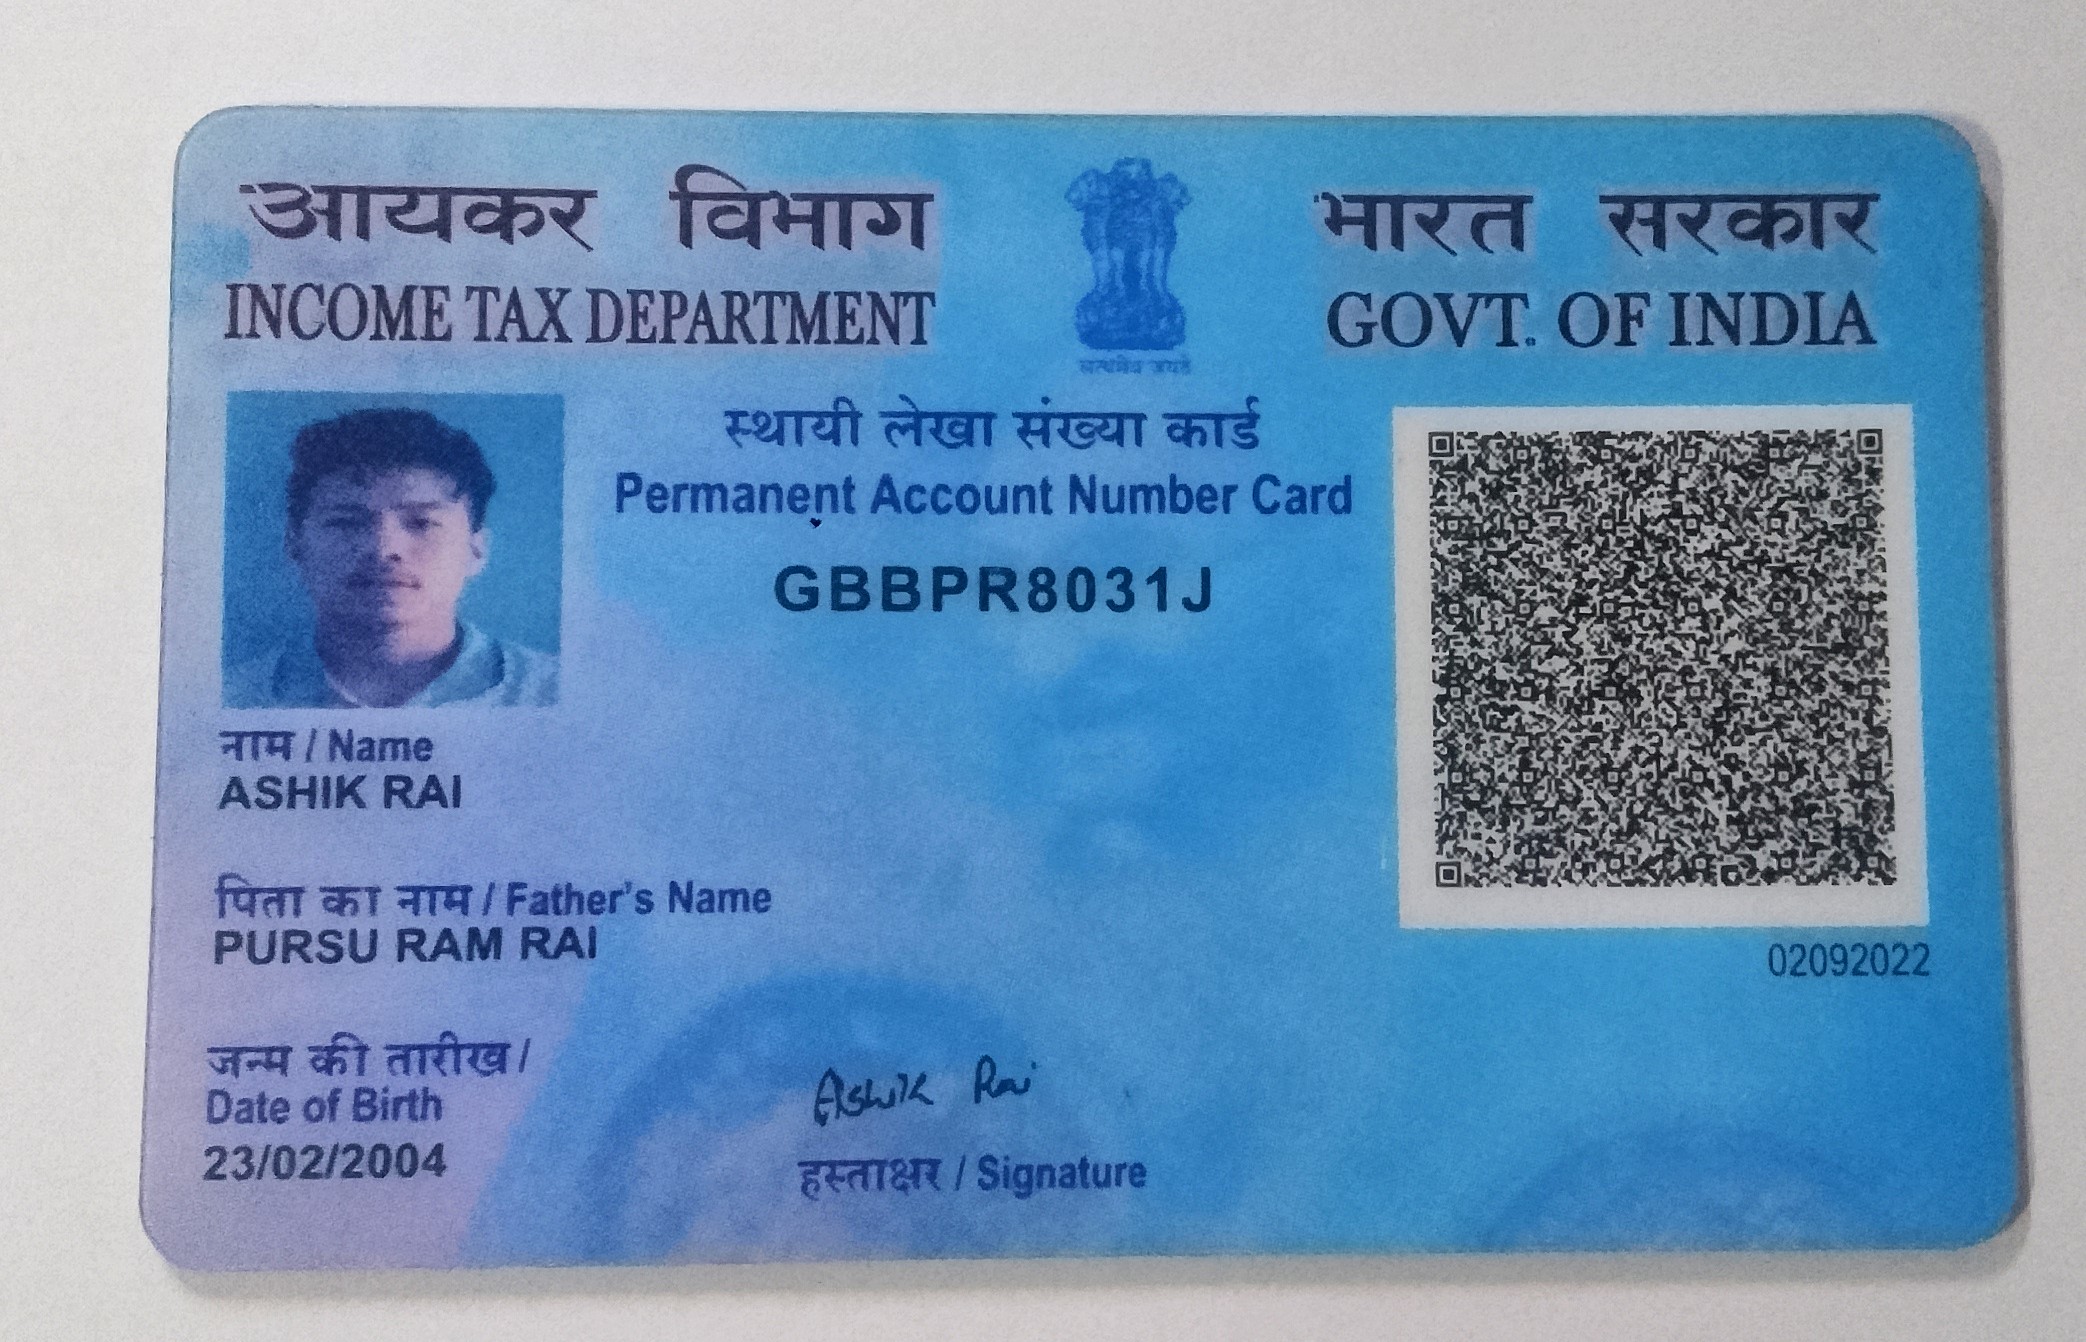 आयकर विभाग
INCOME TAX DEPARTMENT
सत्यमेव जयते
भारत सरकार
GOVT. OF INDIA
स्थायी लेखा संख्या कार्ड
Permanent Account Number Card
GBBPR8031J
नाम / Name
ASHIK RAI
पिता का नाम / Father's Name
PURSU RAM RAI
02092022
जन्म की तारीख /
Date of Birth
23/02/2004
Ashik Rai
हस्ताक्षर / Signature